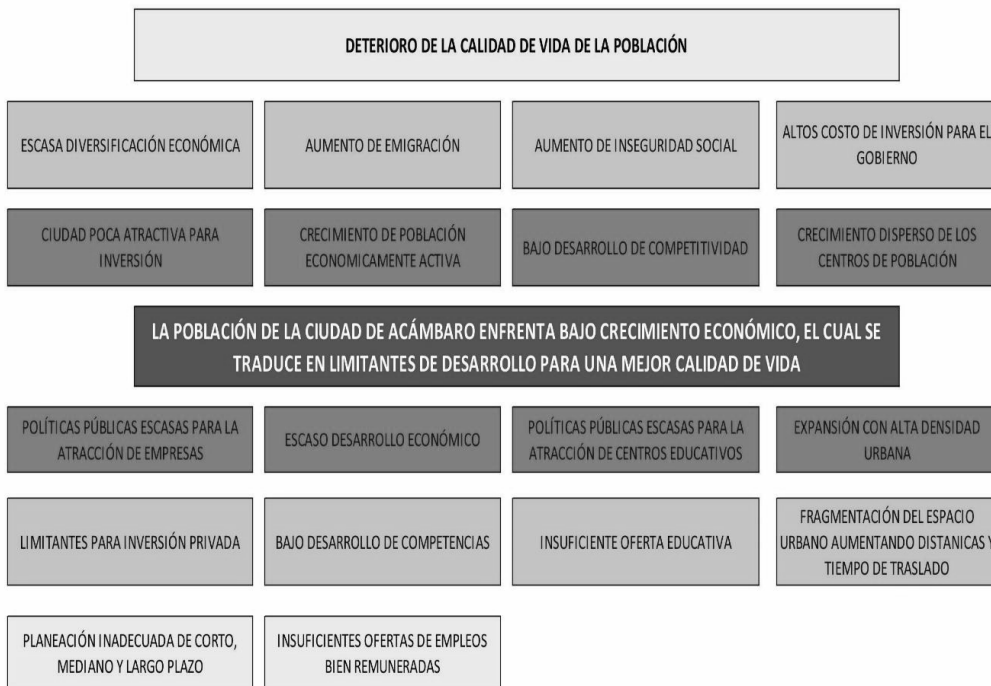 DETERIORO DE LA CALIDAD DE VIDA DE LA POBLACIÓN
ESCASA DIVERSIFICACIÓN ECONÓMICA
AUMENTO DE EMIGRACIÓN
AUMENTO DE INSEGURIDAD SOCIAL
ALTOS COSTO DE INVERSIÓN PARA EL
GOBIERNO
CIUDAD POCA ATRACTIVA PARA
INVERSIÓN
CRECIMIENTO DE POBLACIÓN
ECONOMICAMENTE ACTIVA
BAJO DESARROLLO DE COMPETITIVIDAD
CRECIMIENTO DISPERSO DE LOS
CENTROS DE POBLACIÓN
LA POBLACIÓN DE LA CIUDAD DE ACÁMBARO ENFRENTA BAJO CRECIMIENTO ECONÓMICO, EL CUAL SE
TRADUCE EN LIMITANTES DE DESARROLLO PARA UNA MEJOR CALIDAD DE VIDA
POLÍTICAS PÚBLICAS ESCASAS PARA LA
ATRACCIÓN DE EMPRESAS
ESCASO DESARROLLO ECONÓMICO
POLÍTICAS PÚBLICAS ESCASAS PARA LA
ATRACCIÓN DE CENTROS EDUCATIVOS
EXPANSIÓN CON ALTA DENSIDAD
URBANA
LIMITANTES PARA INVERSIÓN PRIVADA
BAJO DESARROLLO DE COMPETENCIAS
INSUFICIENTE OFERTA EDUCATIVA
FRAGMENTACIÓN DEL ESPACIO
URBANO AUMENTANDO DISTANICAS Y
TIEMPO DE TRASLADO
PLANEACIÓN INADECUADA DE CORTO,
MEDIANO Y LARGO PLAZO
INSUFICIENTES OFERTAS DE EMPLEOS
BIEN REMUNERADAS